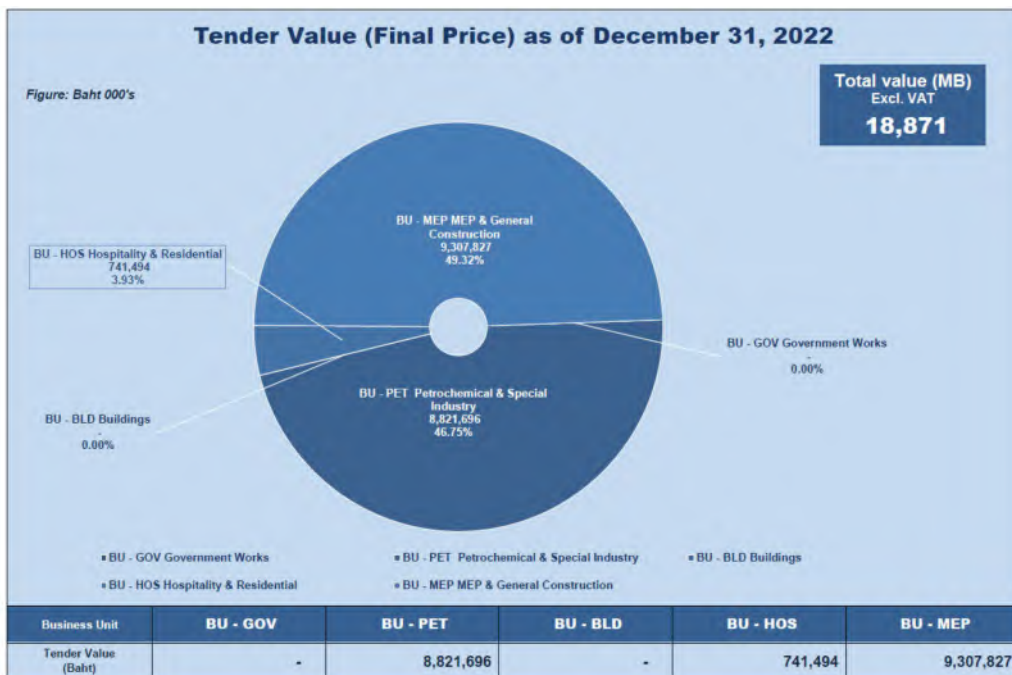 Tender Value (Final Price) as of December 31, 2022
Figure: Baht 000's
Total value (MB)
Excl. VAT
18,871
BU - MEP MEP & General
Construction
9,307,827
49.32%
BU - HOS Hospitality & Residential
741,494
3.93%
BU - GOV Government Works
-
0.00%
BU - PET Petrochemical & Special
Industry
8,821,696
46.75%
BU - BLD Buildings
-
0.00%
BU - GOV Government Works
BU - PET Petrochemical & Special Industry
BU - BLD Buildings
BU - HOS Hospitality & Residential
BU - MEP MEP & General Construction
Business Unit BU - GOV BU - PET BU - BLD BU - HOS BU - MEP
Tender Value
(Baht) - 8,821,696 - 741,494 9,307,827